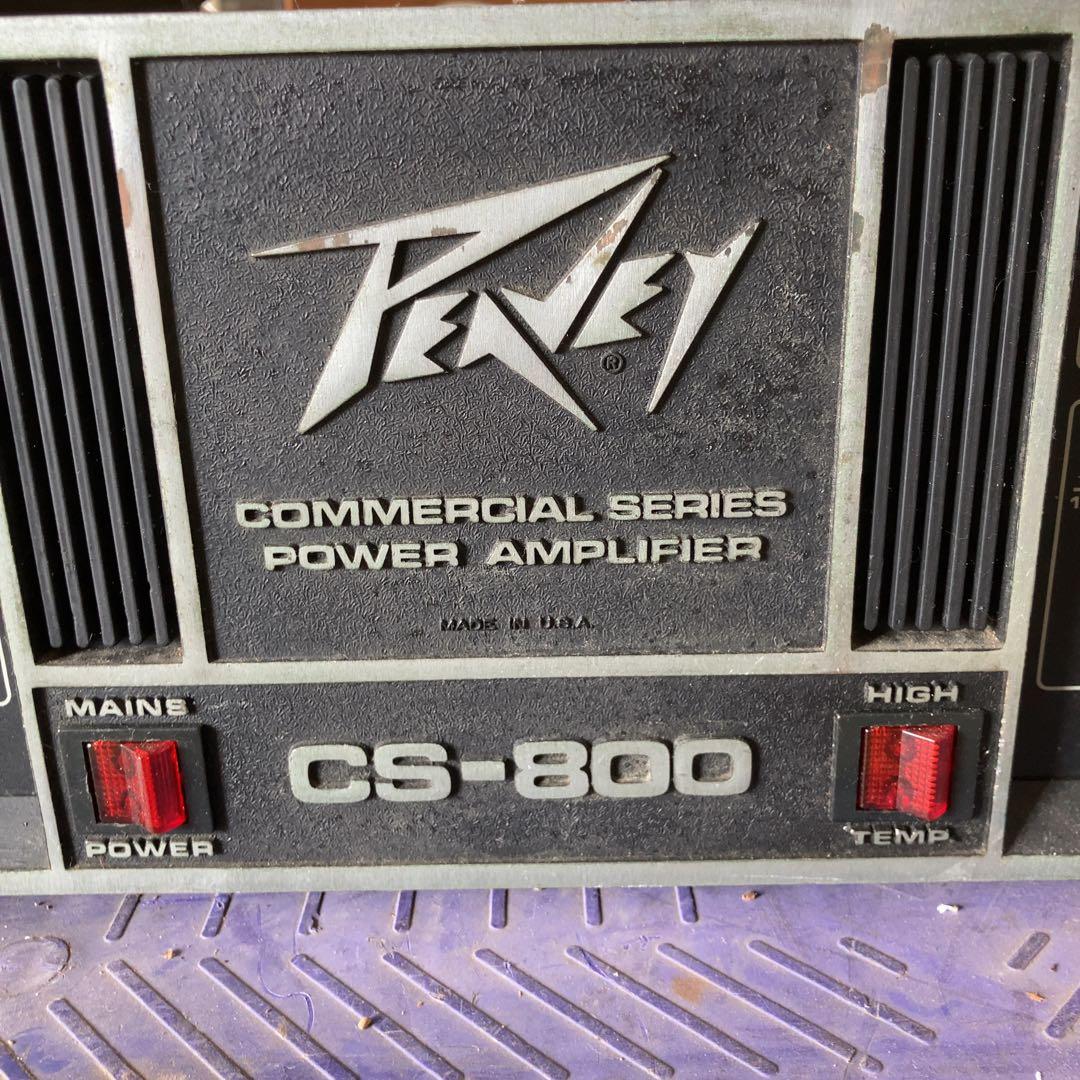 PEAVEY
®
COMMERCIAL SERIES
POWER AMPLIFIER
MADE IN U.S.A.
MAINS
POWER
CS-800
HIGH
TEMP